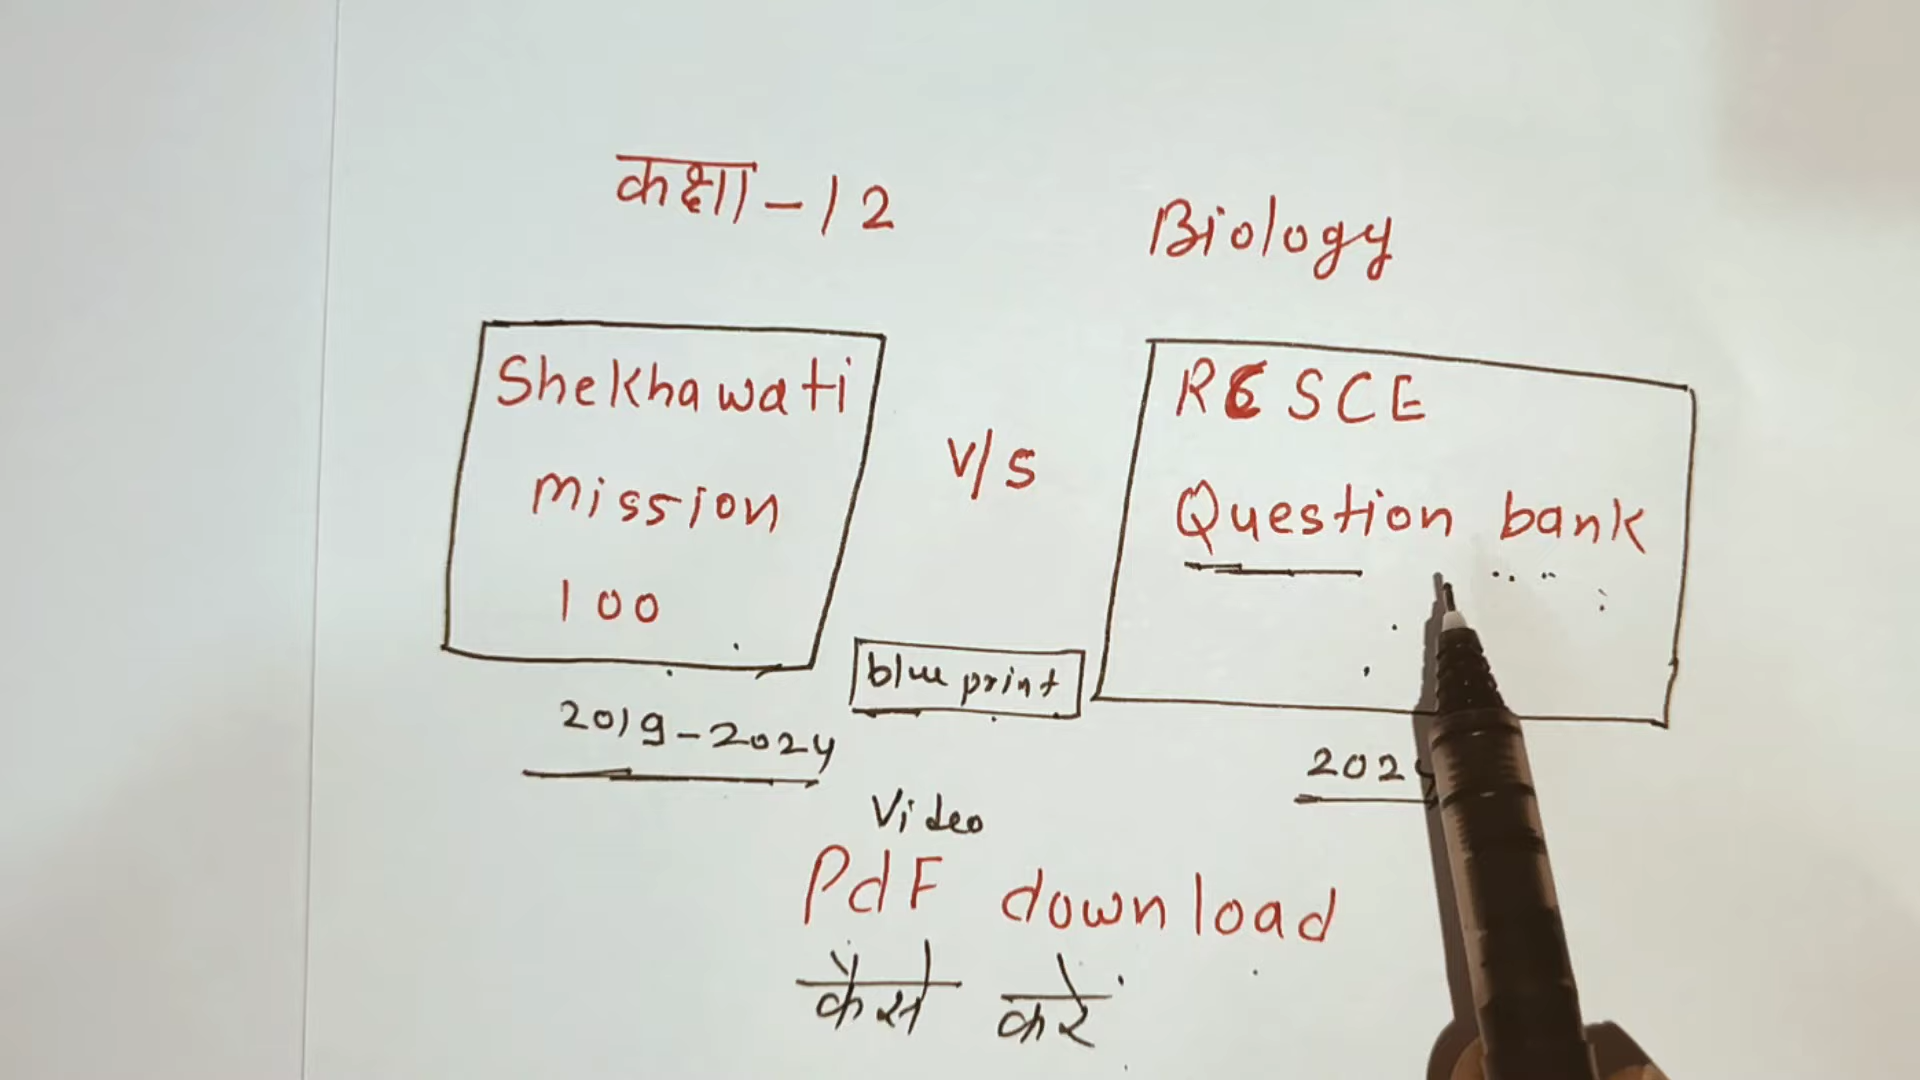 कक्षा - 12
Biology
Shekhawati
mission
100
V/S
RESCE
Question bank
blue print
2019-2024
Video
Pdf download
कैसे करे